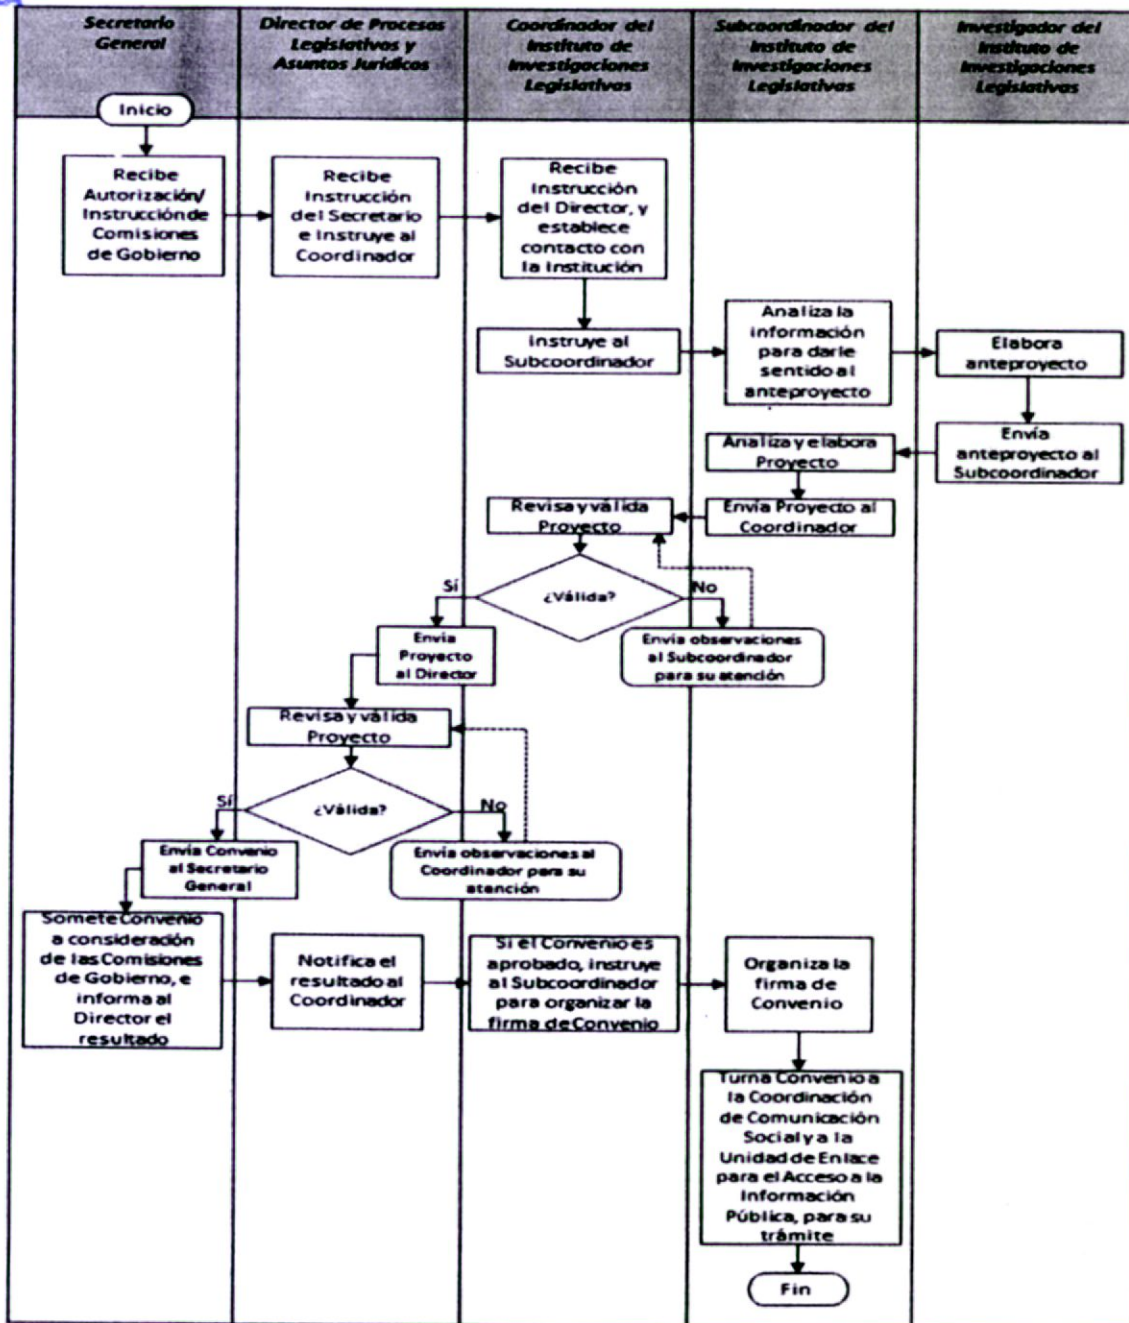 Secretario
General
Director de Procesos
Legislativos y
Asuntos Jurídicos
Coordinador del
Instituto de
Investigaciones
Legislativas
Subcoordinador del
Instituto de
Investigaciones
Legislativas
Investigador del
Instituto de
Investigaciones
Legislativas
Inicio
Recibe
Autorización/
Instrucción de
Comisiones
de Gobierno
Recibe
Instrucción
del Secretario
e Instruye al
Coordinador
Recibe
Instrucción
del Director, y
establece
contacto con
la Institución
Instruye al
Subcoordinador
Analiza la
información
para darle
sentido al
anteproyecto
Elabora
anteproyecto
Envía
anteproyecto al
Subcoordinador
Analiza y elabora
Proyecto
Envía Proyecto al
Coordinador
Revisa y válida
Proyecto
¿Válida?
Sí
No
Envía
Proyecto
al Director
Envía observaciones
al Subcoordinador
para su atención
Revisa y válida
Proyecto
¿Válida?
Sí
No
Envía Convenio
al Secretario
General
Envía observaciones al
Coordinador para su
atención
Somete Convenio
a consideración
de las Comisiones
de Gobierno, e
informa al
Director el
resultado
Notifica el
resultado al
Coordinador
Si el Convenio es
aprobado, instruye
al Subcoordinador
para organizar la
firma de Convenio
Organiza la
firma de
Convenio
Turna Convenio a
la Coordinación
de Comunicación
Social y a la
Unidad de Enlace
para el Acceso a la
Información
Pública, para su
trámite
Fin